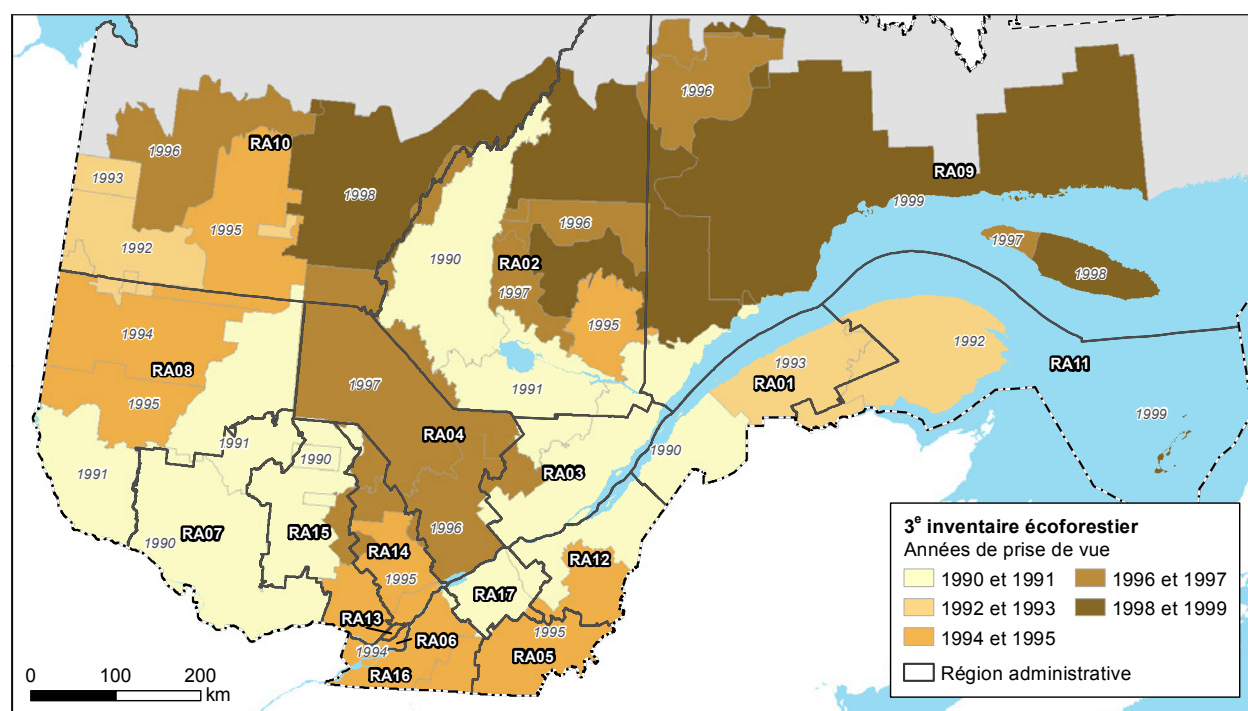 1996
1996
RA10
1993
RA09
1998
1999
1996
1995
1992
1997
1990
RA02
1998
1997
1995
1994
1992
1993
RA08
RA11
1997
RA01
1991
1995
1999
RA04
1991
1990
1990
RA03
1991
3e inventaire écoforestier
Années de prise de vue
1990 et 1991
1996 et 1997
1992 et 1993
1998 et 1999
1994 et 1995
Région administrative
1996
RA07
RA15
1990
RA14
RA12
1995
RA17
RA13
1995
RA06
1994
RA05
RA16
0 100 200
km